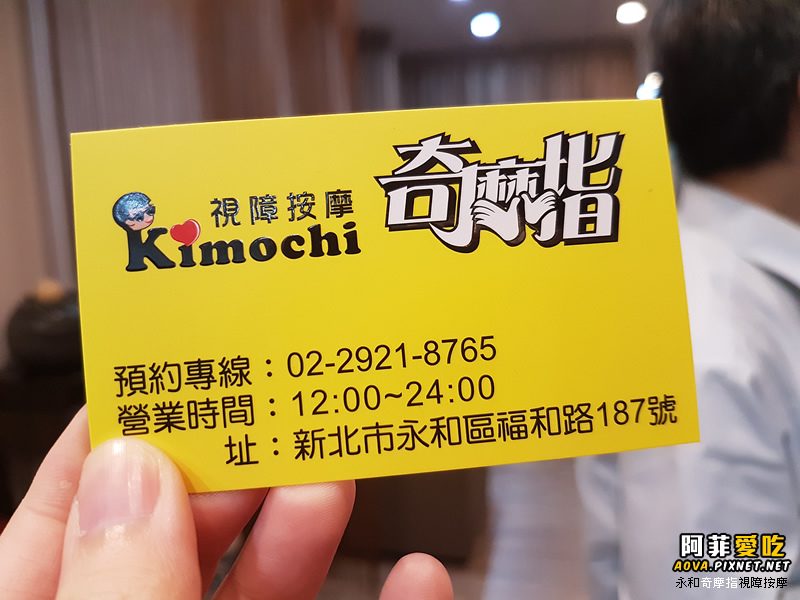 視障按摩
Kimochi
奇摩指
預約專線：02-2921-8765
營業時間：12:00~24:00
址：新北市永和區福和路187號
阿菲愛吃
AOVA.PIXNET.NET
永和奇摩指視障按摩